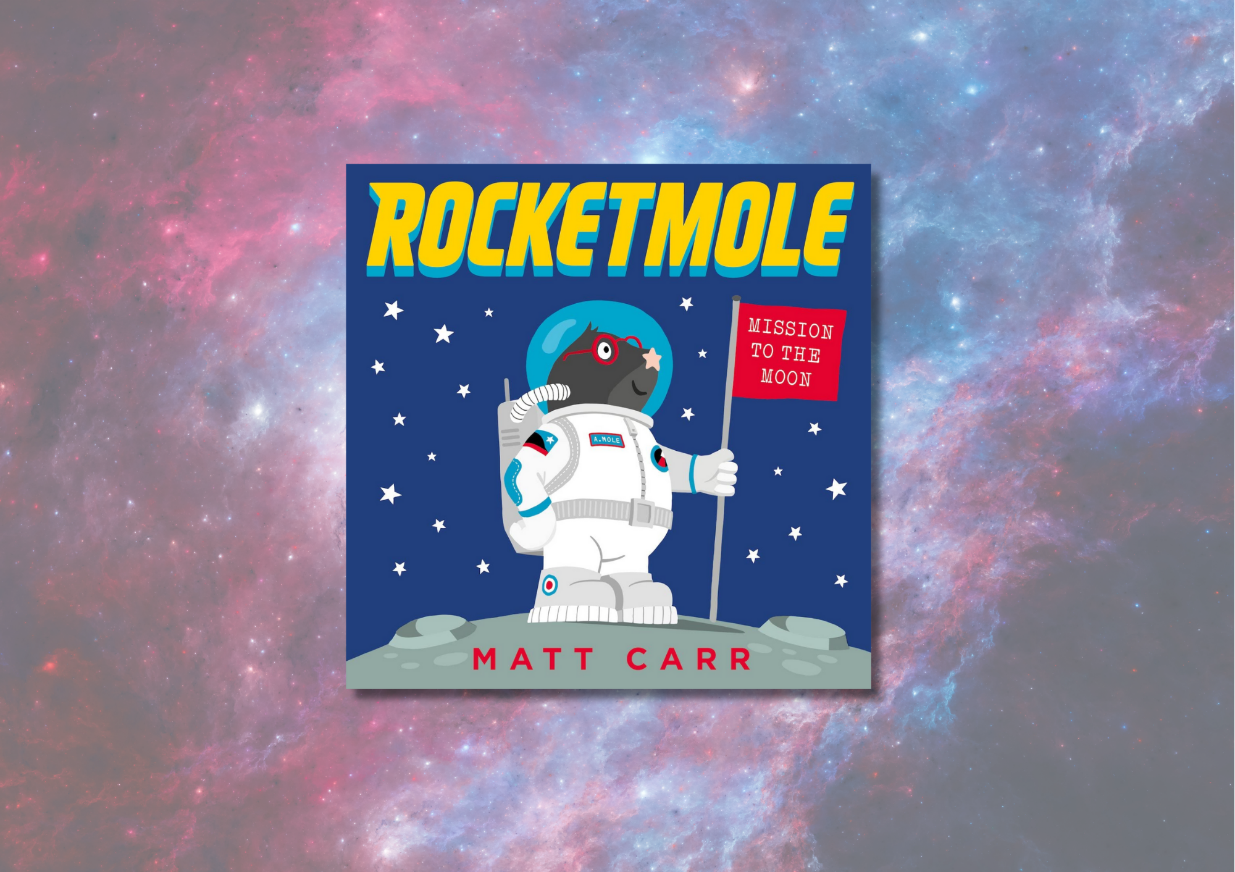 ROCKETMOLE
MISSION
TO THE
MOON
A.MOLE
MATT CARR